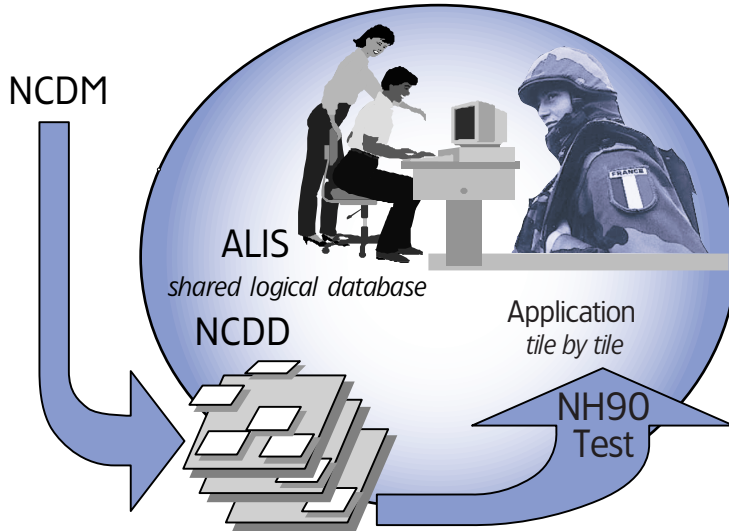 NCDM
FRANCE
ALIS
shared logical database
NCDD
Application
tile by tile
NH90
Test